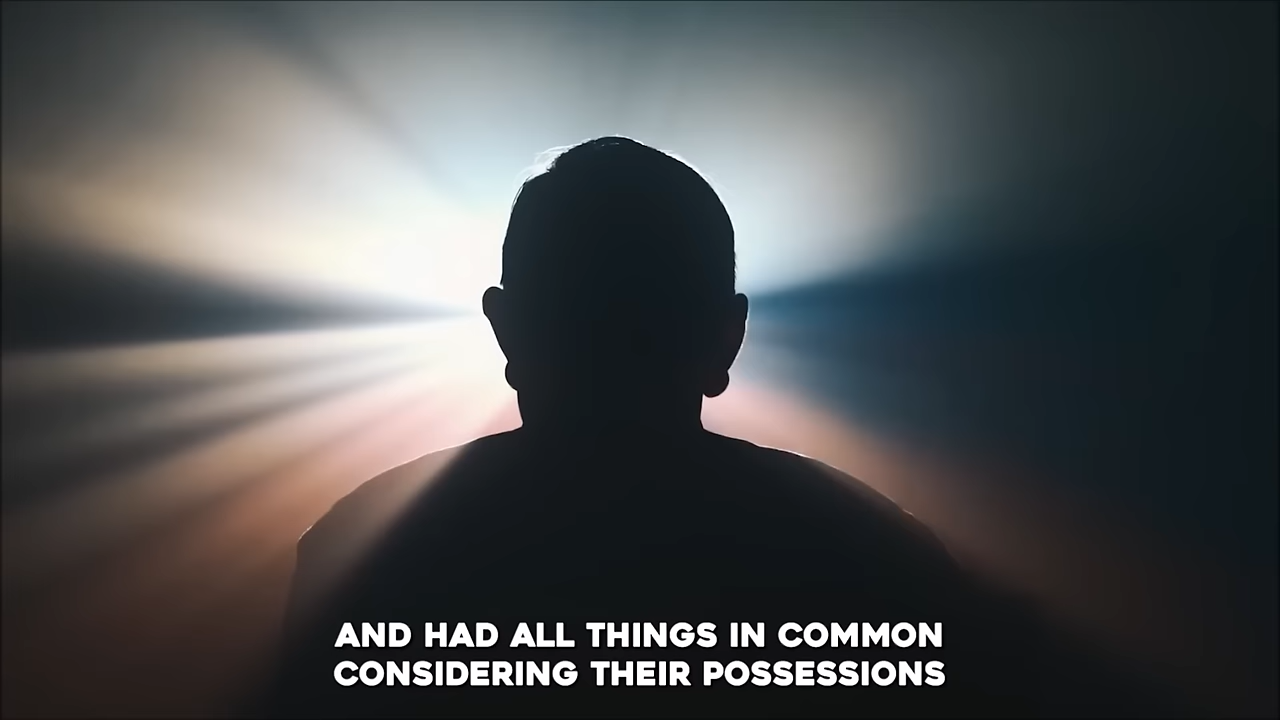 AND HAD ALL THINGS IN COMMON
CONSIDERING THEIR POSSESSIONS